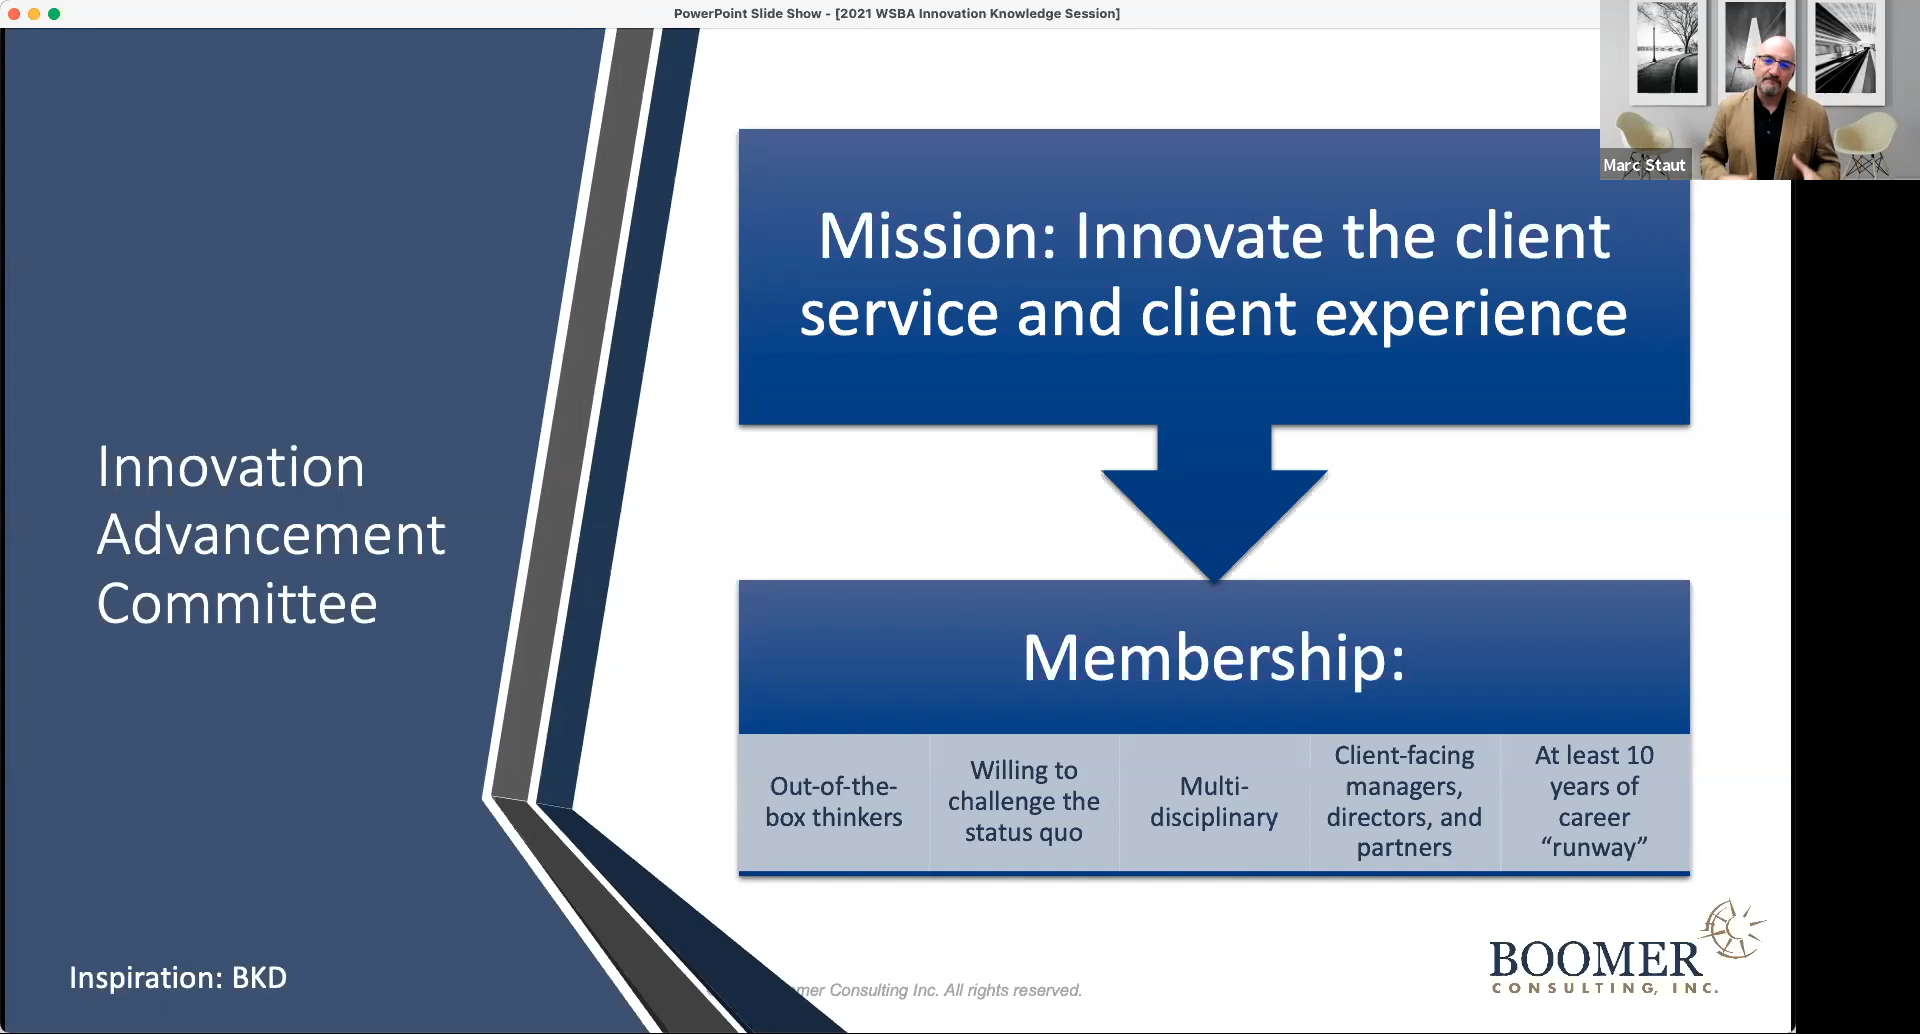 PowerPoint Slide Show - [2021 WSBA Innovation Knowledge Session]
Marc Staut
Mission: Innovate the client
service and client experience
Innovation
Advancement
Committee
Membership:
Out-of-the-
box thinkers
Willing to
challenge the
status quo
Multi-
disciplinary
Client-facing
managers,
directors, and
partners
At least 10
years of
career
“runway”
Inspiration: BKD
Consulting Inc. All rights reserved.
BOOMER
CONSULTING, INC.